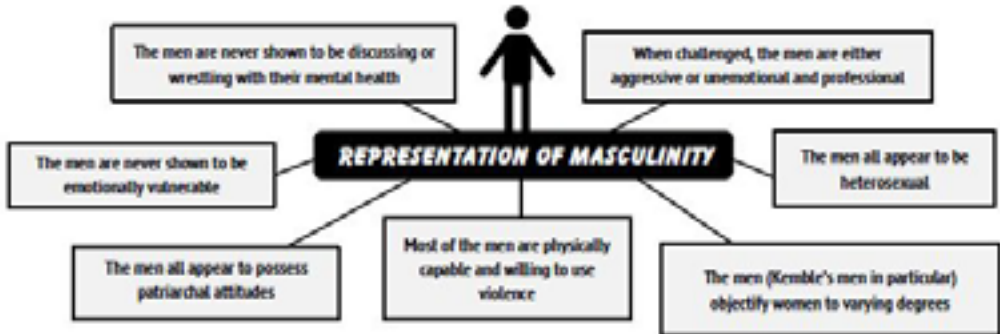 The men are never shown to be discussing or
wrestling with their mental health
When challenged, the men are either
aggressive or unemotional and professional
REPRESENTATION OF MASCULINITY
The men are never shown to be
emotionally vulnerable
The men all appear to be
heterosexual
The men all appear to possess
patriarchal attitudes
Most of the men are physically
capable and willing to use
violence
The men (Kemble's men in particular)
objectify women to varying degrees